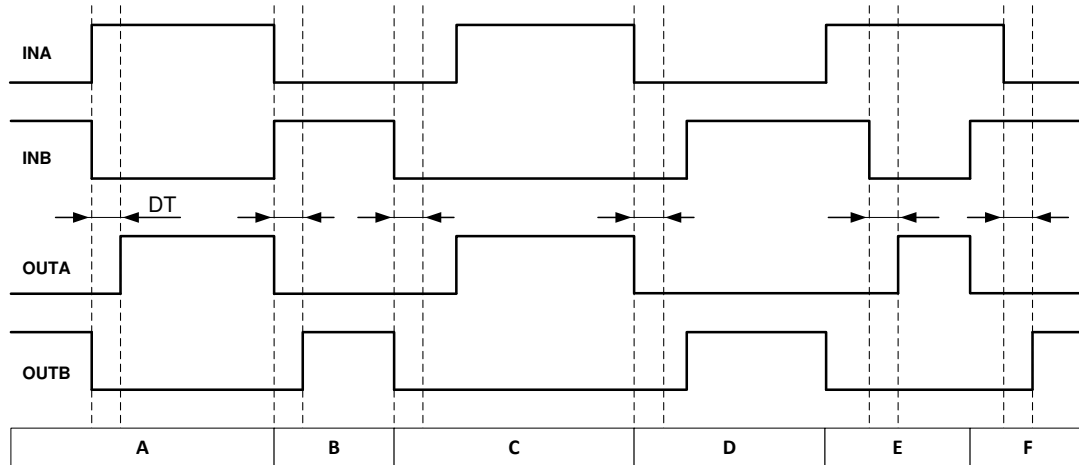 INA
INB
DT
OUTA
OUTB
A B C D E F